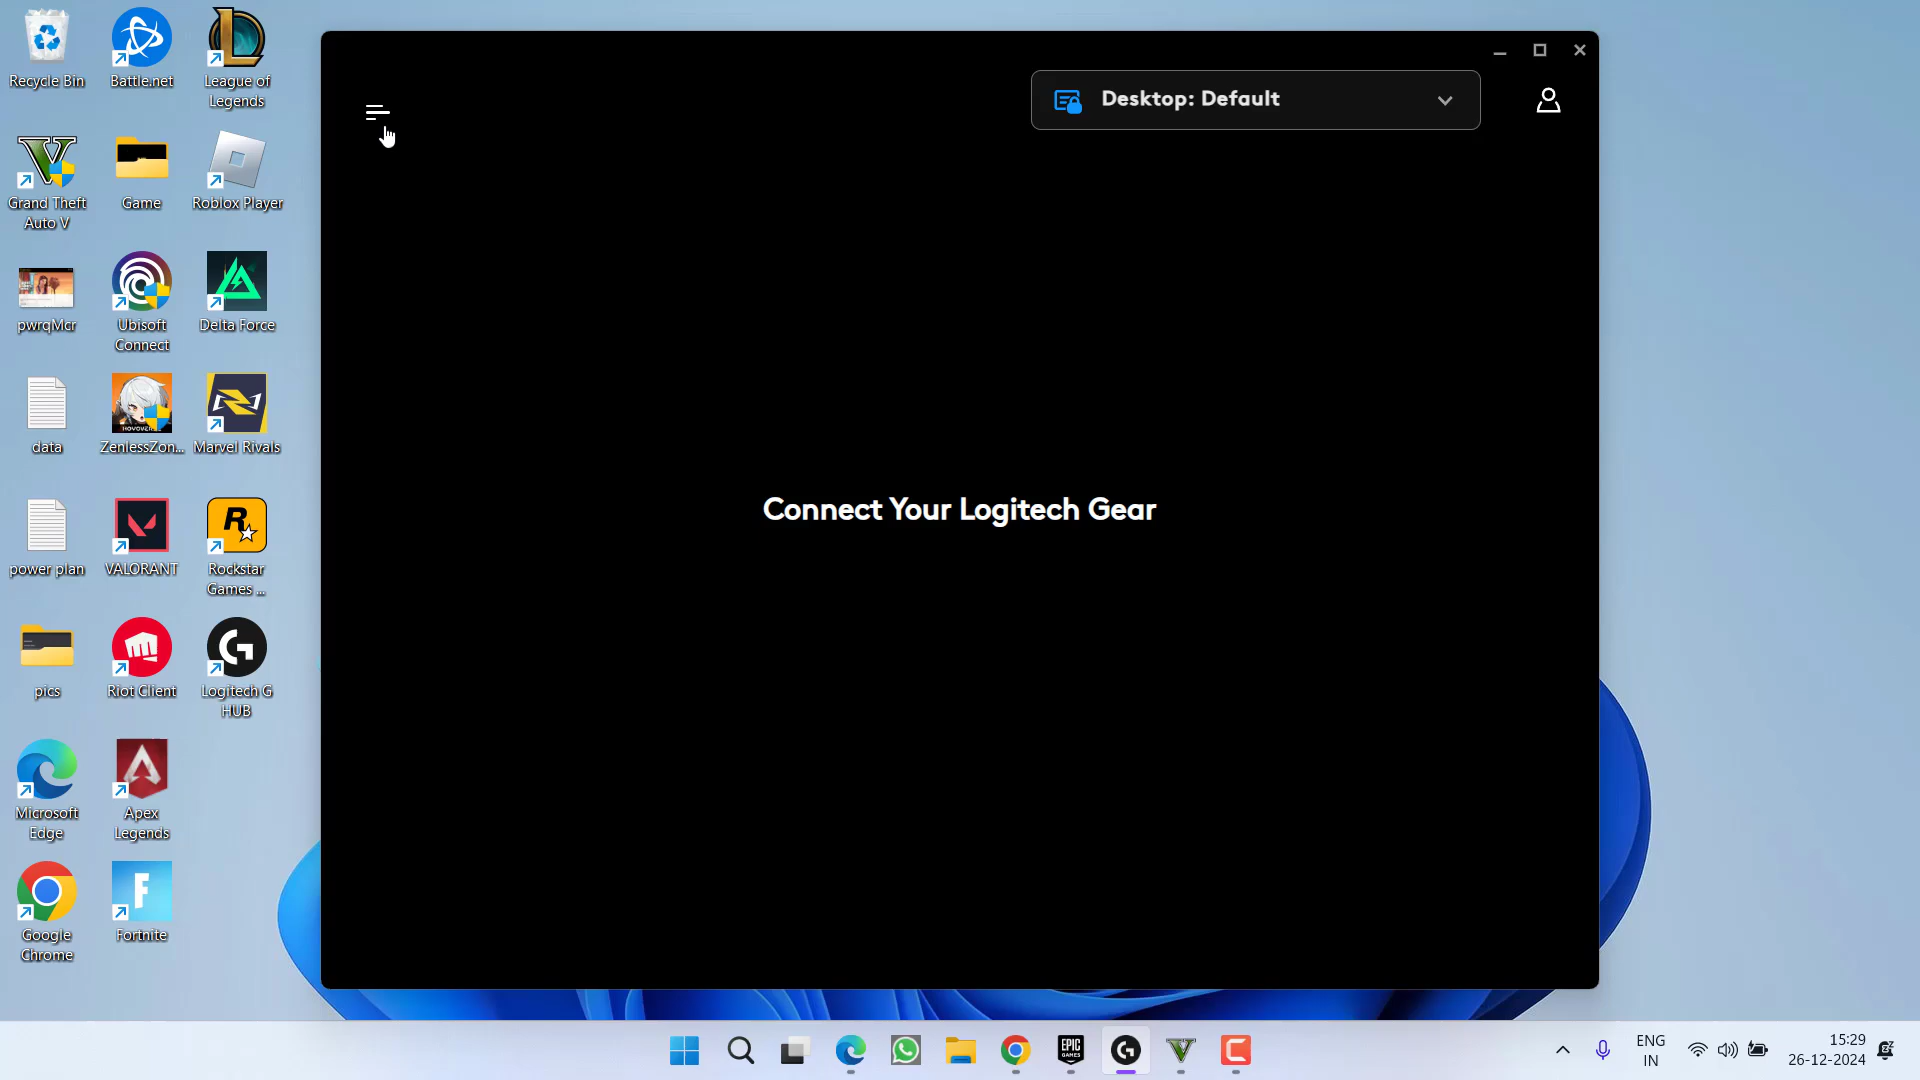 Recycle Bin
Battle.net
League of
Legends
Grand Theft
Auto V
Game
Roblox Player
pwrqMcr
Ubisoft
Connect
Delta Force
data
ZenlessZon...
Marvel Rivals
power plan
VALORANT
Rockstar
Games ...
pics
Riot Client
Logitech G
HUB
Microsoft
Edge
Apex
Legends
Google
Chrome
Fortnite
Desktop: Default
Connect Your Logitech Gear
EPIC
GAMES
ENG
IN
15:29
26-12-2024